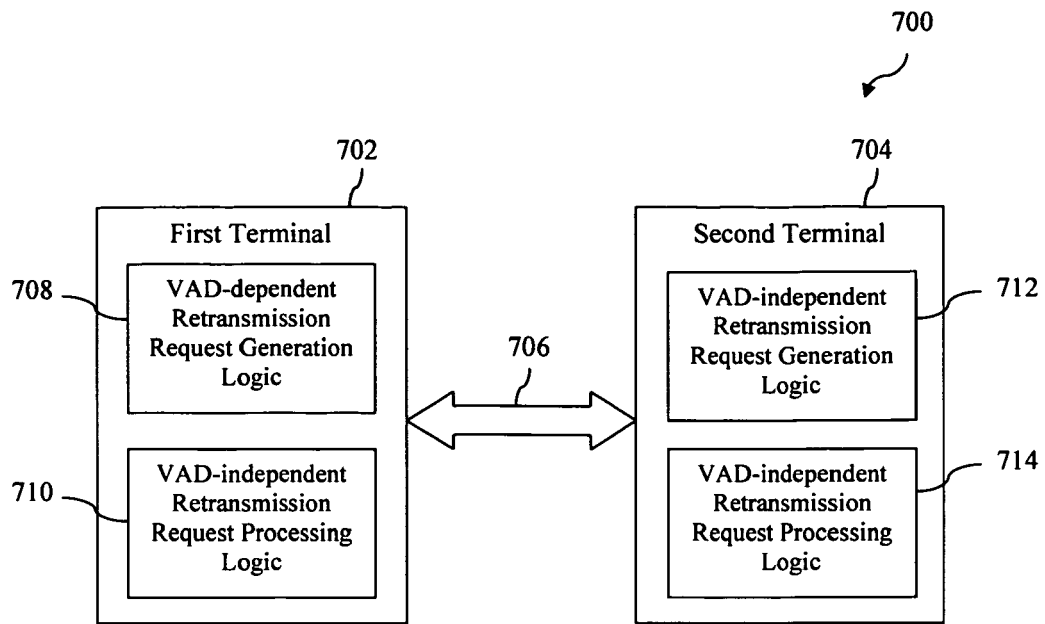 700
702
704
First Terminal
Second Terminal
708
VAD-dependent
Retransmission
Request Generation
Logic
712
VAD-independent
Retransmission
Request Generation
Logic
706
710
VAD-independent
Retransmission
Request Processing
Logic
714
VAD-independent
Retransmission
Request Processing
Logic